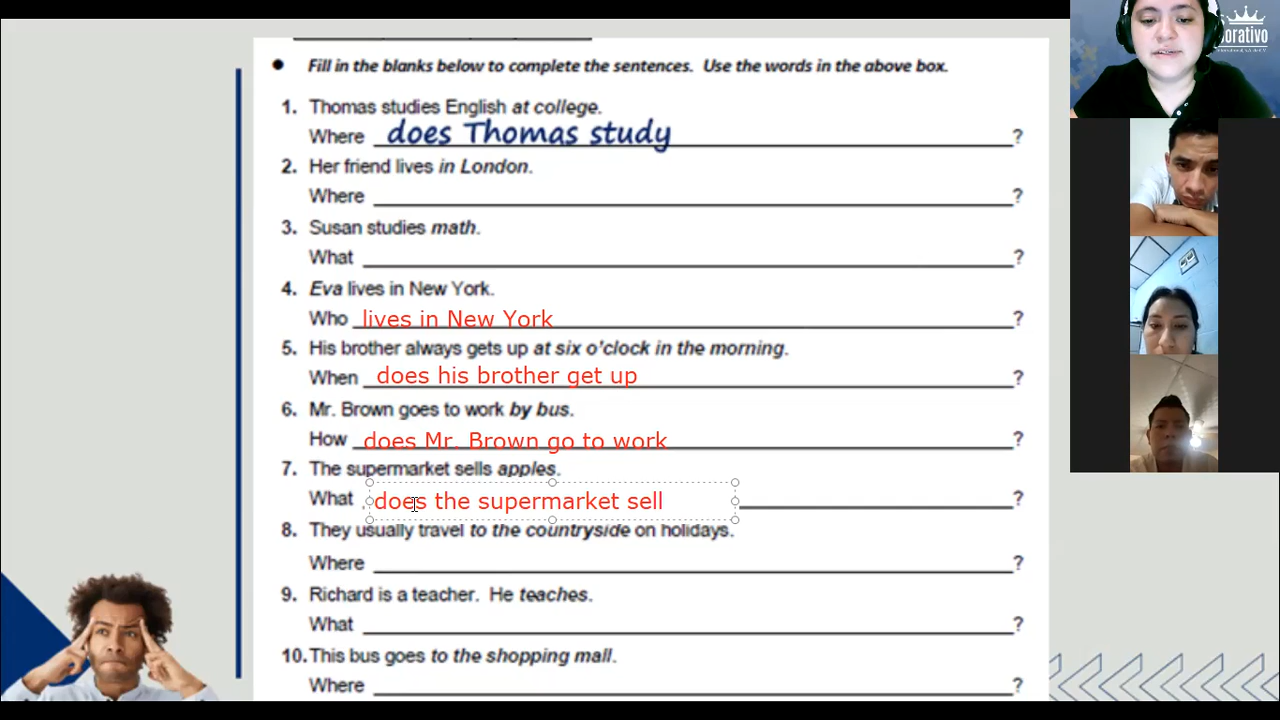 Fill in the blanks below to complete the sentences. Use the words in the above box.
1. Thomas studies English at college.
Where does Thomas study ?
2. Her friend lives in London.
Where ?
3. Susan studies math.
What ?
4. Eva lives in New York.
Who lives in New York ?
5. His brother always gets up at six o'clock in the morning.
When does his brother get up ?
6. Mr. Brown goes to work by bus.
How does Mr. Brown go to work ?
7. The supermarket sells apples.
What does the supermarket sell ?
8. They usually travel to the countryside on holidays.
Where ?
9. Richard is a teacher. He teaches.
What ?
10. This bus goes to the shopping mall.
Where ?